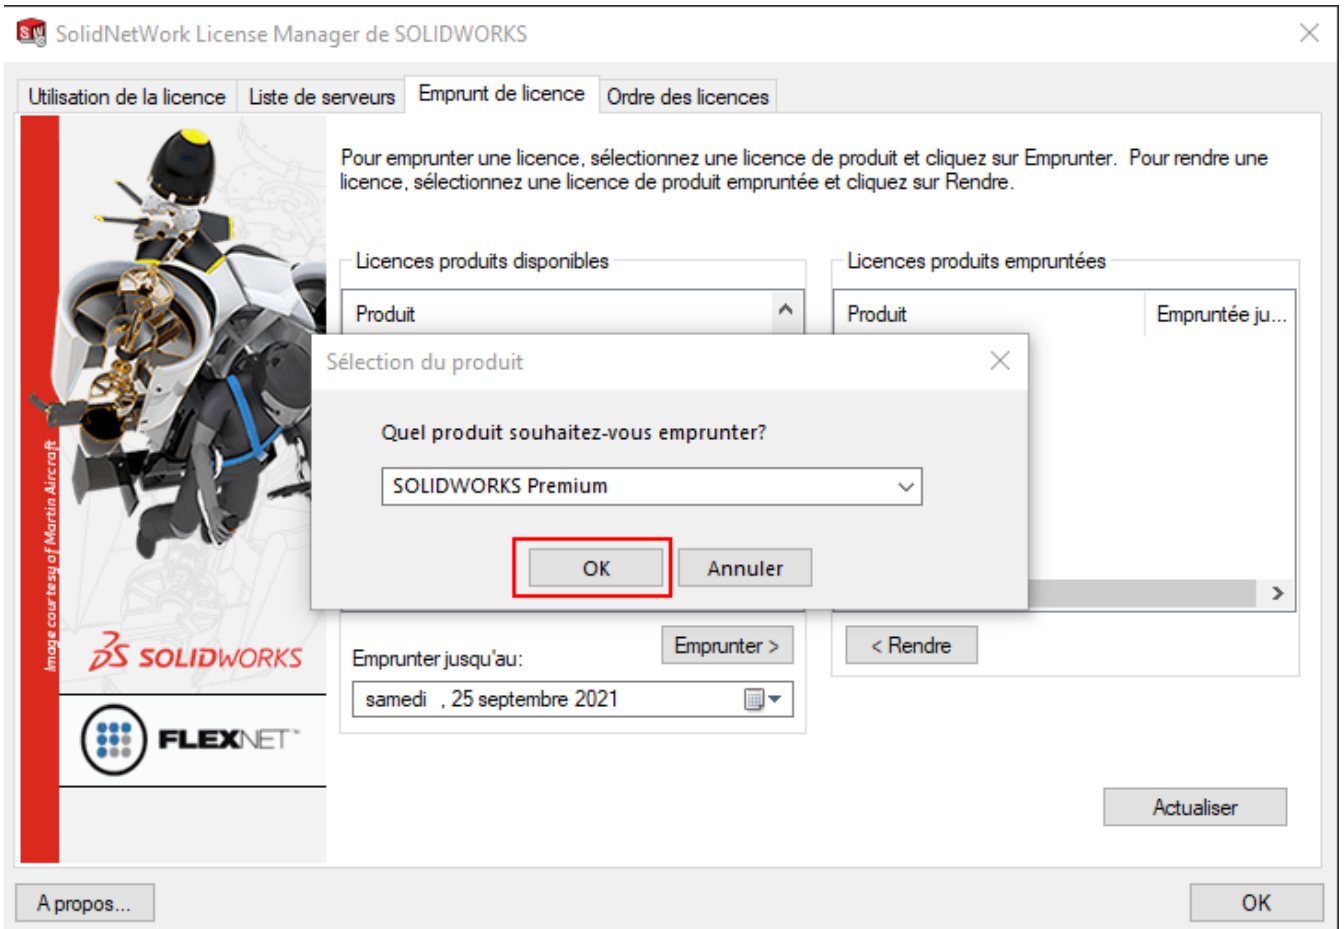 SolidNetWork License Manager de SOLIDWORKS
Utilisation de la licence
Liste de serveurs
Emprunt de licence
Ordre des licences
Pour emprunter une licence, sélectionnez une licence de produit et cliquez sur Emprunter. Pour rendre une
licence, sélectionnez une licence de produit empruntée et cliquez sur Rendre.
Licences produits disponibles
Licences produits empruntées
Produit
Produit
Empruntée ju...
Sélection du produit
Quel produit souhaitez-vous emprunter?
SOLIDWORKS Premium
OK
Annuler
Emprunter >
< Rendre
Emprunter jusqu'au:
samedi , 25 septembre 2021
Image courtesy of Martin Aircraft
SOLIDWORKS
FLEXNET
Actualiser
A propos...
OK